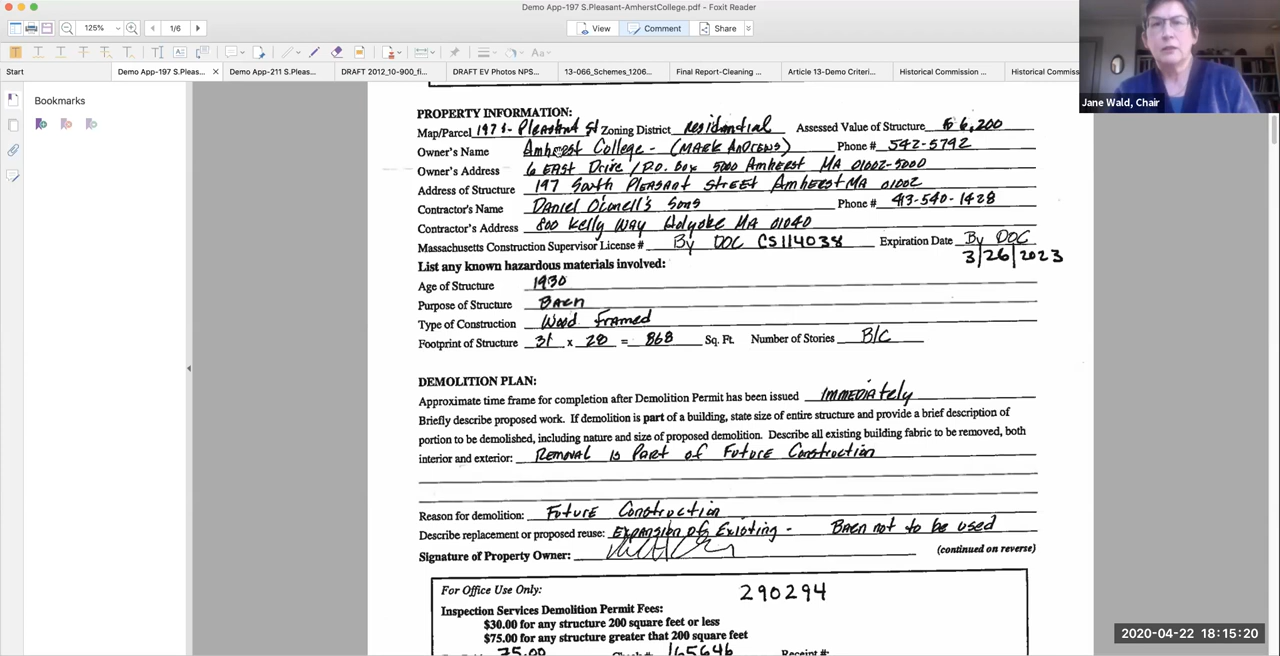 Demo App-197 S.Pleasant-AmherstCollege.pdf - Foxit Reader
125% 1/6 View Comment Share
Start Demo App-197 S.Pleas... Demo App-211 S.Pleas... DRAFT 2012_10-900_fi... DRAFT EV Photos NPS... 13-066_Schemes_1206... Final Report-Cleaning ... Article 13-Demo Criteri... Historical Commission ... Historical Commiss
Jane Wald, Chair
Bookmarks
PROPERTY INFORMATION:
Map/Parcel 197 S- Pleasant St Zoning District Residential Assessed Value of Structure $ 6,200
Owner's Name Amherst College - (MARK ANDREWS) Phone # 542-5792
Owner's Address 6 EAST Drive / P.O. Box 5000 Amherst MA 01002-5000
Address of Structure 197 South PLEASANT STREET Amherst MA 01002
Contractor's Name Daniel O'Conell's Sons Phone # 413-540-1428
Contractor's Address 800 Kelly WAY Holyoke MA 01040
Massachusetts Construction Supervisor License # By DOC CS114038 Expiration Date By DOC
3/26/2023
List any known hazardous materials involved:
Age of Structure 1930
Purpose of Structure BARN
Type of Construction Wood Framed
Footprint of Structure 31 x 28 = 868 Sq. Ft. Number of Stories B/C
DEMOLITION PLAN:
Approximate time frame for completion after Demolition Permit has been issued IMMEDIAtely
Briefly describe proposed work. If demolition is part of a building, state size of entire structure and provide a brief description of
portion to be demolished, including nature and size of proposed demolition. Describe all existing building fabric to be removed, both
interior and exterior: REMOVAL is PART of FUTURE Construction
Reason for demolition: FUTURE Construction
Describe replacement or proposed reuse: EXPANSION of Existing - BARN not to be used
Signature of Property Owner: (continued on reverse)
For Office Use Only: 290294
Inspection Services Demolition Permit Fees:
$30.00 for any structure 200 square feet or less
$75.00 for any structure greater that 200 square feet
75.00 Check #: 165646 Receipt #:
2020-04-22 18:15:20